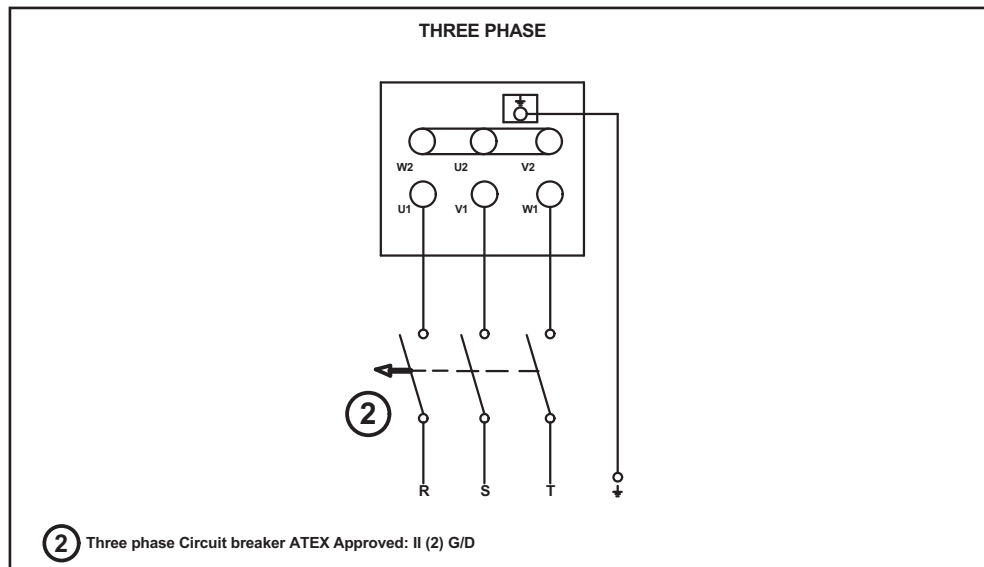 THREE PHASE
W2 U2 V2
U1 V1 W1
2
R S T
2 Three phase Circuit breaker ATEX Approved: II (2) G/D